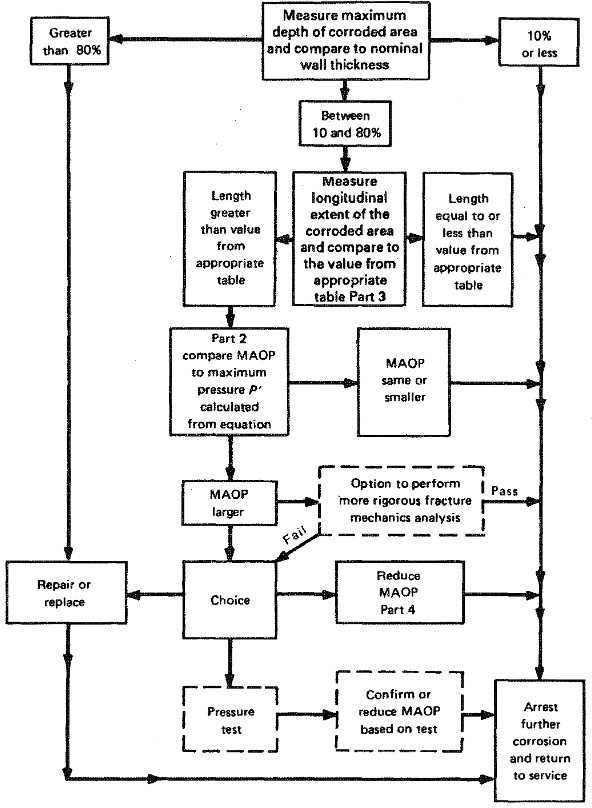 Measure maximum
depth of corroded area
and compare to nominal
wall thickness
Greater
than 80%
10%
or less
Between
10 and 80%
Length
greater
than value
from
appropriate
table
Measure
longitudinal
extent of the
corroded area
and compare to
the value from
appropriate
table Part 3
Length
equal to or
less than
value from
appropriate
table
Part 2
compare MAOP
to maximum
pressure P'
calculated
from equation
MAOP
same or
smaller
MAOP
larger
Option to perform
more rigorous fracture
mechanics analysis
Pass
Fail
Repair or
replace
Choice
Reduce
MAOP
Part 4
Pressure
test
Confirm or
reduce MAOP
based on test
Arrest
further
corrosion
and return
to service